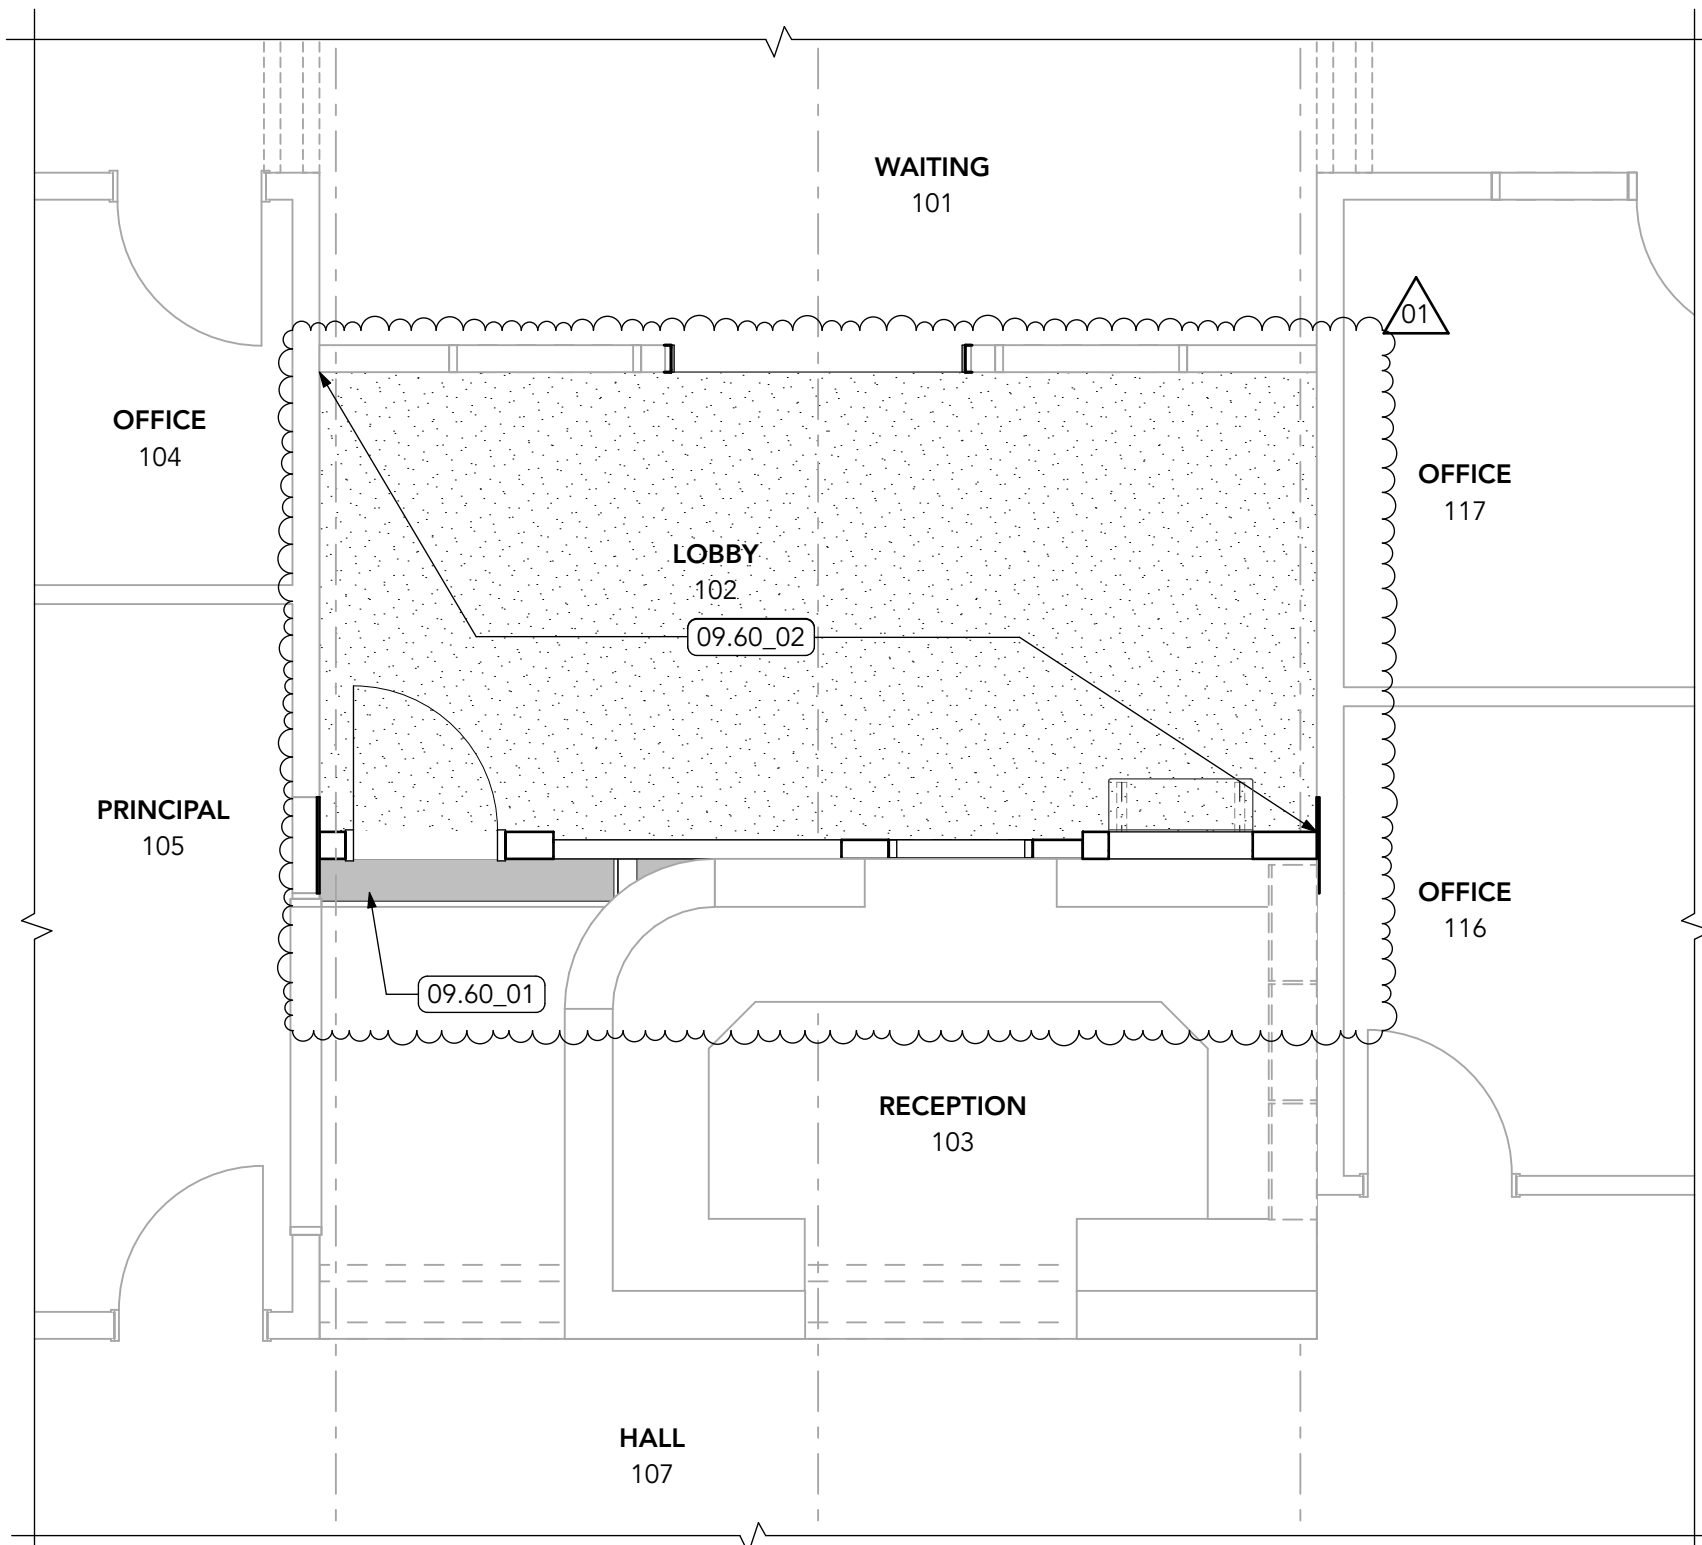 WAITING
101
01
OFFICE
104
OFFICE
117
LOBBY
102
09.60_02
PRINCIPAL
105
OFFICE
116
09.60_01
RECEPTION
103
HALL
107